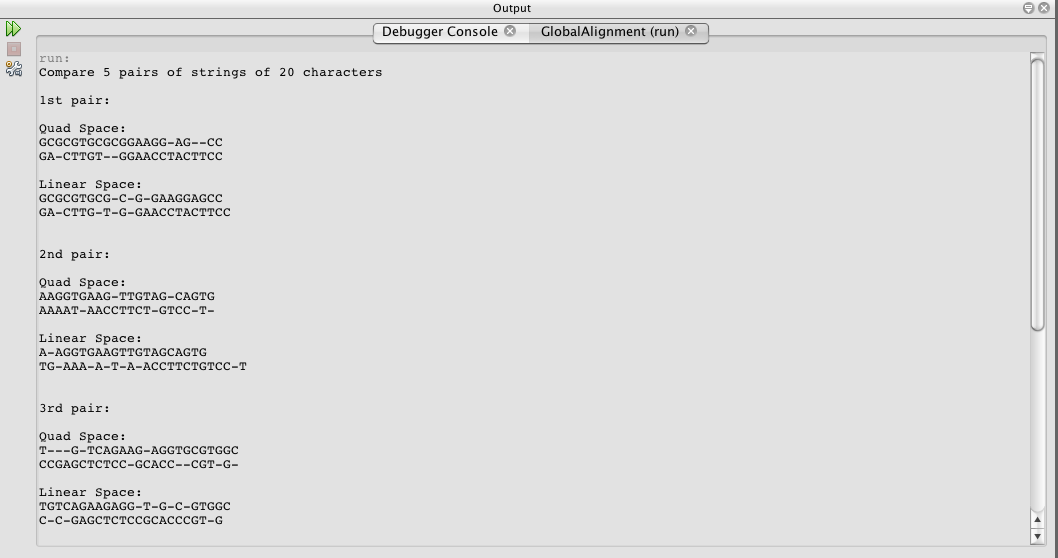 Output
Debugger Console
GlobalAlignment (run)
run:
Compare 5 pairs of strings of 20 characters
1st pair:
Quad Space:
GCGCGTGCGCGGAAGG-AG--CC
GA-CTTGT--GGAACCTACTTCC
Linear Space:
GCGCGTGCG-C-G-GAAGGAGCC
GA-CTTG-T-G-GAACCTACTTCC
2nd pair:
Quad Space:
AAGGTGAAG-TTGTAG-CAGTG
AAAAT-AACCTTCT-GTCC-T-
Linear Space:
A-AGGTGAAGTTGTAGCAGTG
TG-AAA-A-T-A-ACCTTCTGTCC-T
3rd pair:
Quad Space:
T---G-TCAGAAG-AGGTGCGTGGC
CCGAGCTCTCC-GCACC--CGT-G-
Linear Space:
TGTCAGAAGAGG-T-G-C-GTGGC
C-C-GAGCTCTCCGCACCCGT-G